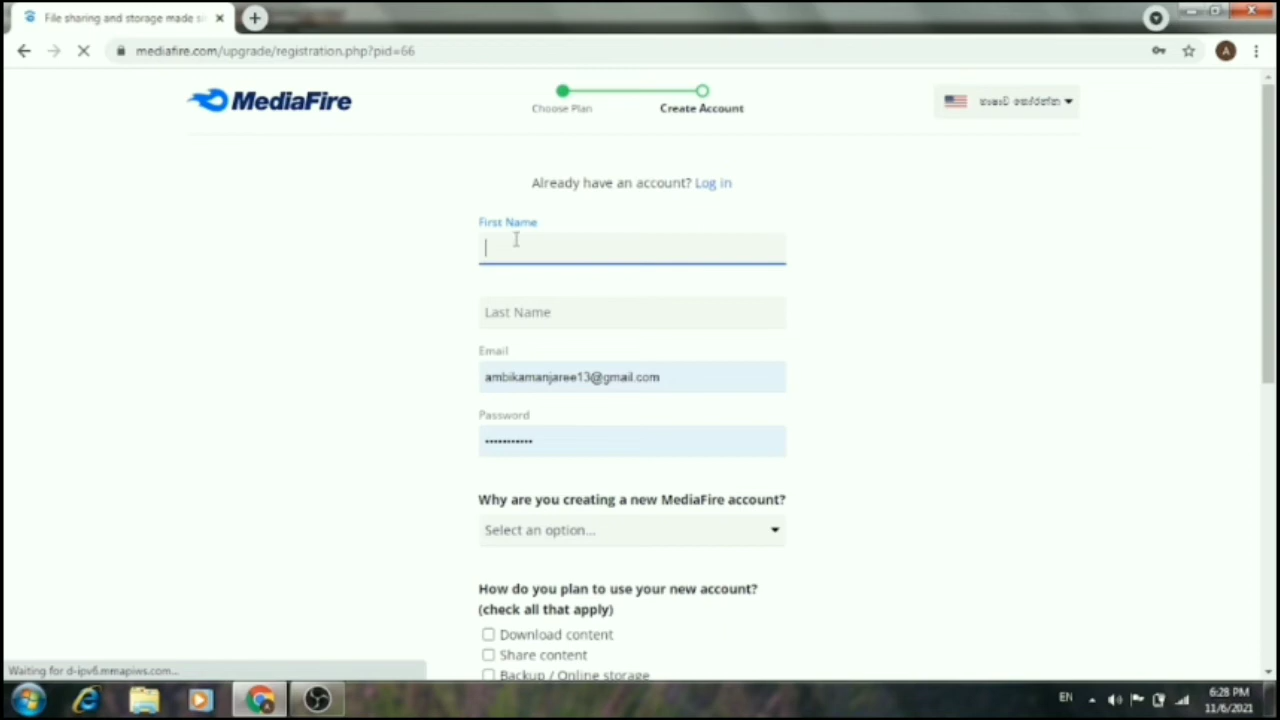 File sharing and storage made si
mediafire.com/upgrade/registration.php?pid=66
A
MediaFire
Choose Plan
Create Account
භාෂාව තෝරන්න
Already have an account? Log in
First Name
Last Name
Email
ambikamanjaree13@gmail.com
Password
•••••••••••
Why are you creating a new MediaFire account?
Select an option...
How do you plan to use your new account?
(check all that apply)
Download content
Share content
Backup / Online storage
Waiting for d-ipv6.mmapiws.com...
EN
6:28 PM
11/6/2021